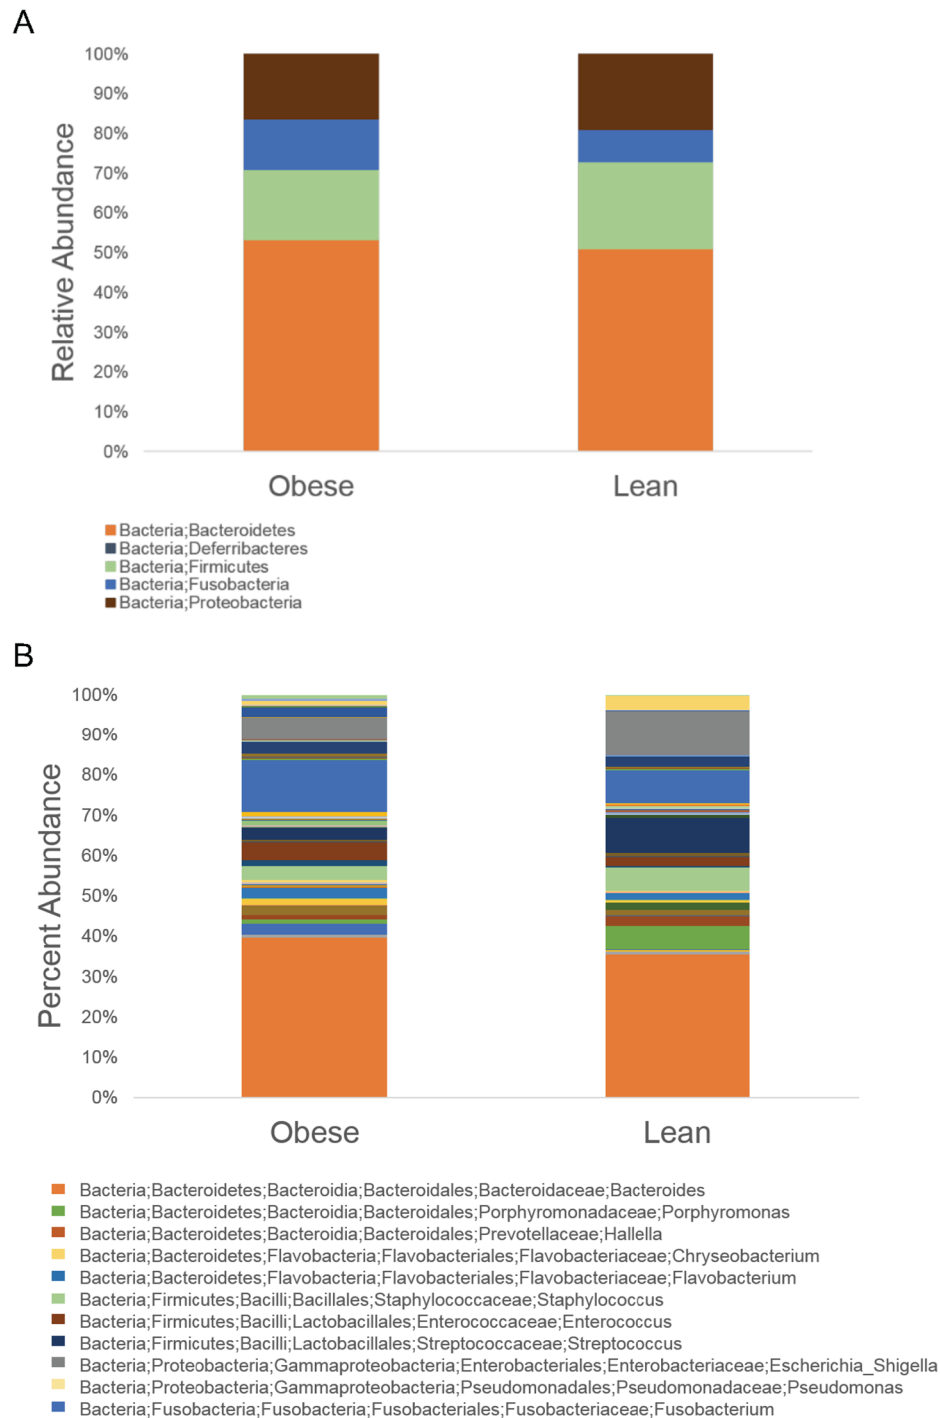 A
100%
90%
80%
70%
60%
50%
40%
30%
20%
10%
0%
Relative Abundance
Obese Lean
Bacteria;Bacteroidetes
Bacteria;Deferribacteres
Bacteria;Firmicutes
Bacteria;Fusobacteria
Bacteria;Proteobacteria
B
100%
90%
80%
70%
60%
50%
40%
30%
20%
10%
0%
Percent Abundance
Obese Lean
Bacteria;Bacteroidetes;Bacteroidia;Bacteroidales;Bacteroidaceae;Bacteroides
Bacteria;Bacteroidetes;Bacteroidia;Bacteroidales;Porphyromonadaceae;Porphyromonas
Bacteria;Bacteroidetes;Bacteroidia;Bacteroidales;Prevotellaceae;Hallella
Bacteria;Bacteroidetes;Flavobacteria;Flavobacteriales;Flavobacteriaceae;Chryseobacterium
Bacteria;Bacteroidetes;Flavobacteria;Flavobacteriales;Flavobacteriaceae;Flavobacterium
Bacteria;Firmicutes;Bacilli;Bacillales;Staphylococcaceae;Staphylococcus
Bacteria;Firmicutes;Bacilli;Lactobacillales;Enterococcaceae;Enterococcus
Bacteria;Firmicutes;Bacilli;Lactobacillales;Streptococcaceae;Streptococcus
Bacteria;Proteobacteria;Gammaproteobacteria;Enterobacteriales;Enterobacteriaceae;Escherichia_Shigella
Bacteria;Proteobacteria;Gammaproteobacteria;Pseudomonadales;Pseudomonadaceae;Pseudomonas
Bacteria;Fusobacteria;Fusobacteria;Fusobacteriales;Fusobacteriaceae;Fusobacterium